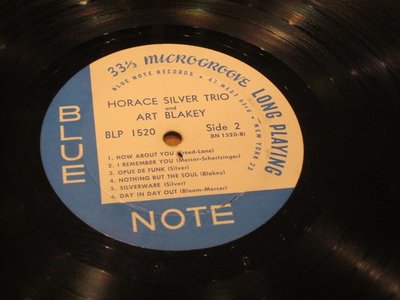 33⅓ MICROGROOVE LONG PLAYING
BLUE NOTE RECORDS • 47 WEST 63rd • NEW YORK 23
HORACE SILVER TRIO
and
ART BLAKEY
BLP 1520 Side 2
BN 1520-B
1. HOW ABOUT YOU (Freed-Lane)
2. I REMEMBER YOU (Mercer-Schertsinger)
3. OPUS DE FUNK (Silver)
4. NOTHING BUT THE SOUL (Blakey)
5. SILVERWARE (Silver)
6. DAY IN DAY OUT (Bloom-Mercer)
BLUE
NOTE